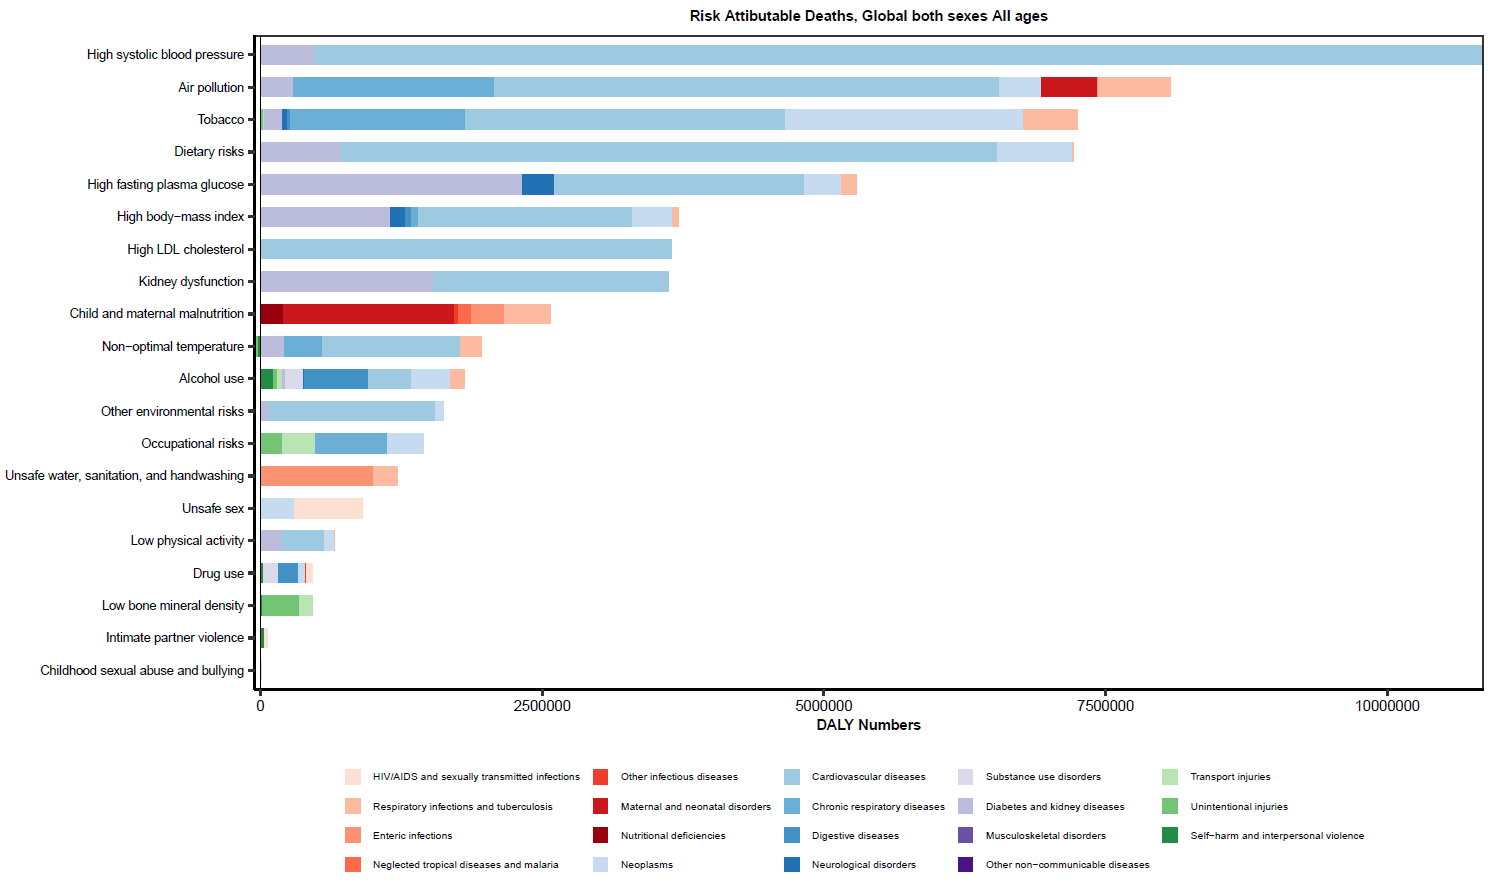 Risk Attibutable Deaths, Global both sexes All ages
High systolic blood pressure
Air pollution
Tobacco
Dietary risks
High fasting plasma glucose
High body−mass index
High LDL cholesterol
Kidney dysfunction
Child and maternal malnutrition
Non−optimal temperature
Alcohol use
Other environmental risks
Occupational risks
Unsafe water, sanitation, and handwashing
Unsafe sex
Low physical activity
Drug use
Low bone mineral density
Intimate partner violence
Childhood sexual abuse and bullying
0 2500000 5000000 7500000 10000000
DALY Numbers
HIV/AIDS and sexually transmitted infections Other infectious diseases Cardiovascular diseases Substance use disorders Transport injuries
Respiratory infections and tuberculosis Maternal and neonatal disorders Chronic respiratory diseases Diabetes and kidney diseases Unintentional injuries
Enteric infections Nutritional deficiencies Digestive diseases Musculoskeletal disorders Self−harm and interpersonal violence
Neglected tropical diseases and malaria Neoplasms Neurological disorders Other non−communicable diseases